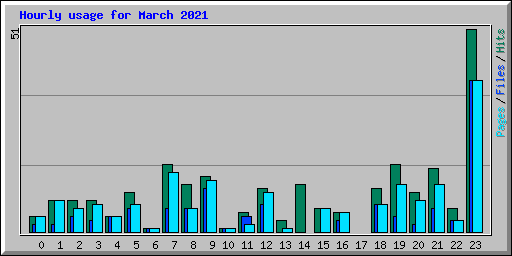 Hourly usage for March 2021
51
Pages/Files/Hits
0 1 2 3 4 5 6 7 8 9 10 11 12 13 14 15 16 17 18 19 20 21 22 23